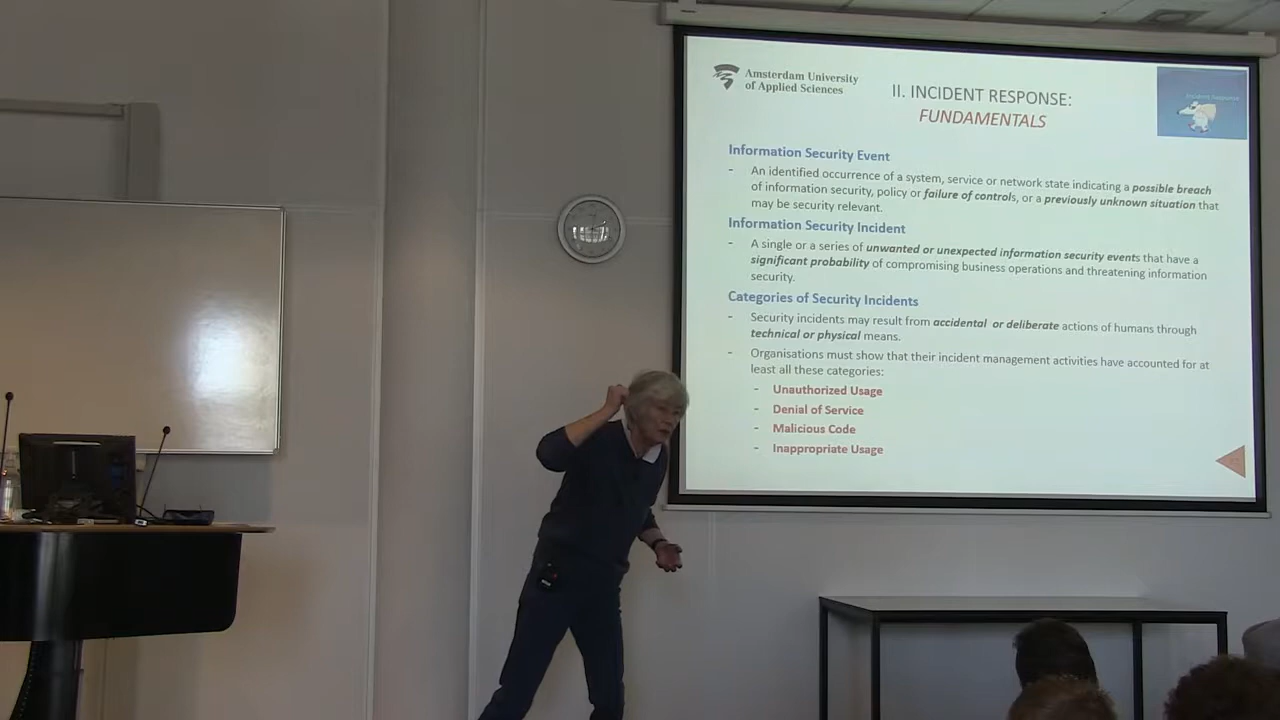 Amsterdam University
of Applied Sciences
II. INCIDENT RESPONSE:
FUNDAMENTALS
Incident Response
Information Security Event
- An identified occurrence of a system, service or network state indicating a possible breach
of information security, policy or failure of controls, or a previously unknown situation that
may be security relevant.
Information Security Incident
- A single or a series of unwanted or unexpected information security events that have a
significant probability of compromising business operations and threatening information
security.
Categories of Security Incidents
- Security incidents may result from accidental or deliberate actions of humans through
technical or physical means.
- Organisations must show that their incident management activities have accounted for at
least all these categories:
- Unauthorized Usage
- Denial of Service
- Malicious Code
- Inappropriate Usage